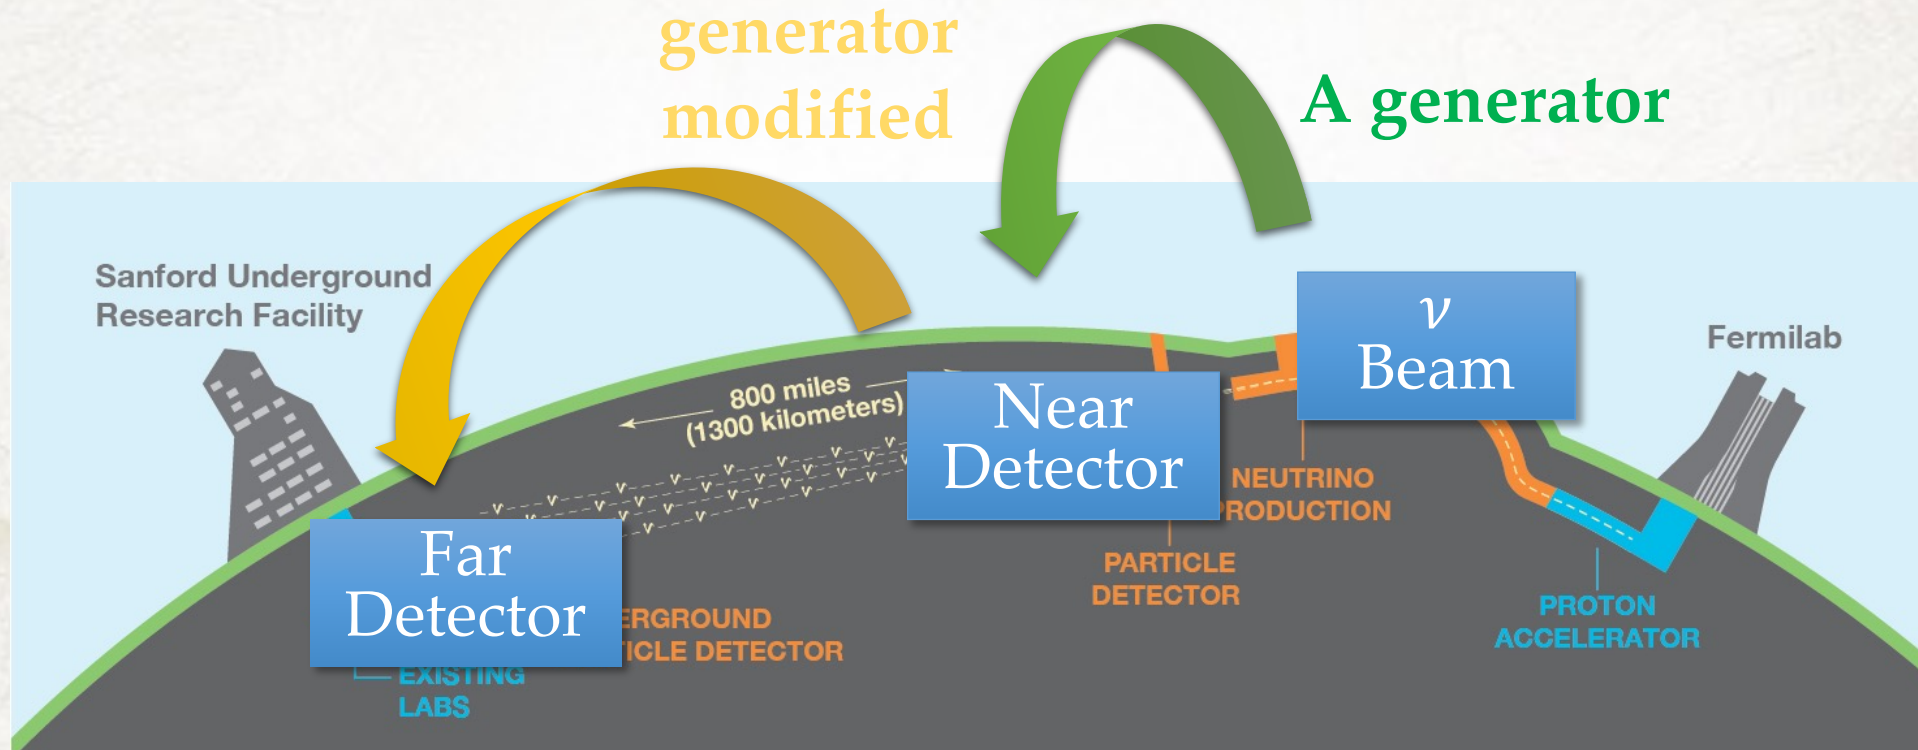 generator
modified
A generator
Sanford Underground
Research Facility
ν
Beam
Fermilab
800 miles
(1300 kilometers)
Near
Detector
NEUTRINO
PRODUCTION
Far
Detector
PARTICLE
DETECTOR
ERGROUND
ICLE DETECTOR
PROTON
ACCELERATOR
EXISTING
LABS